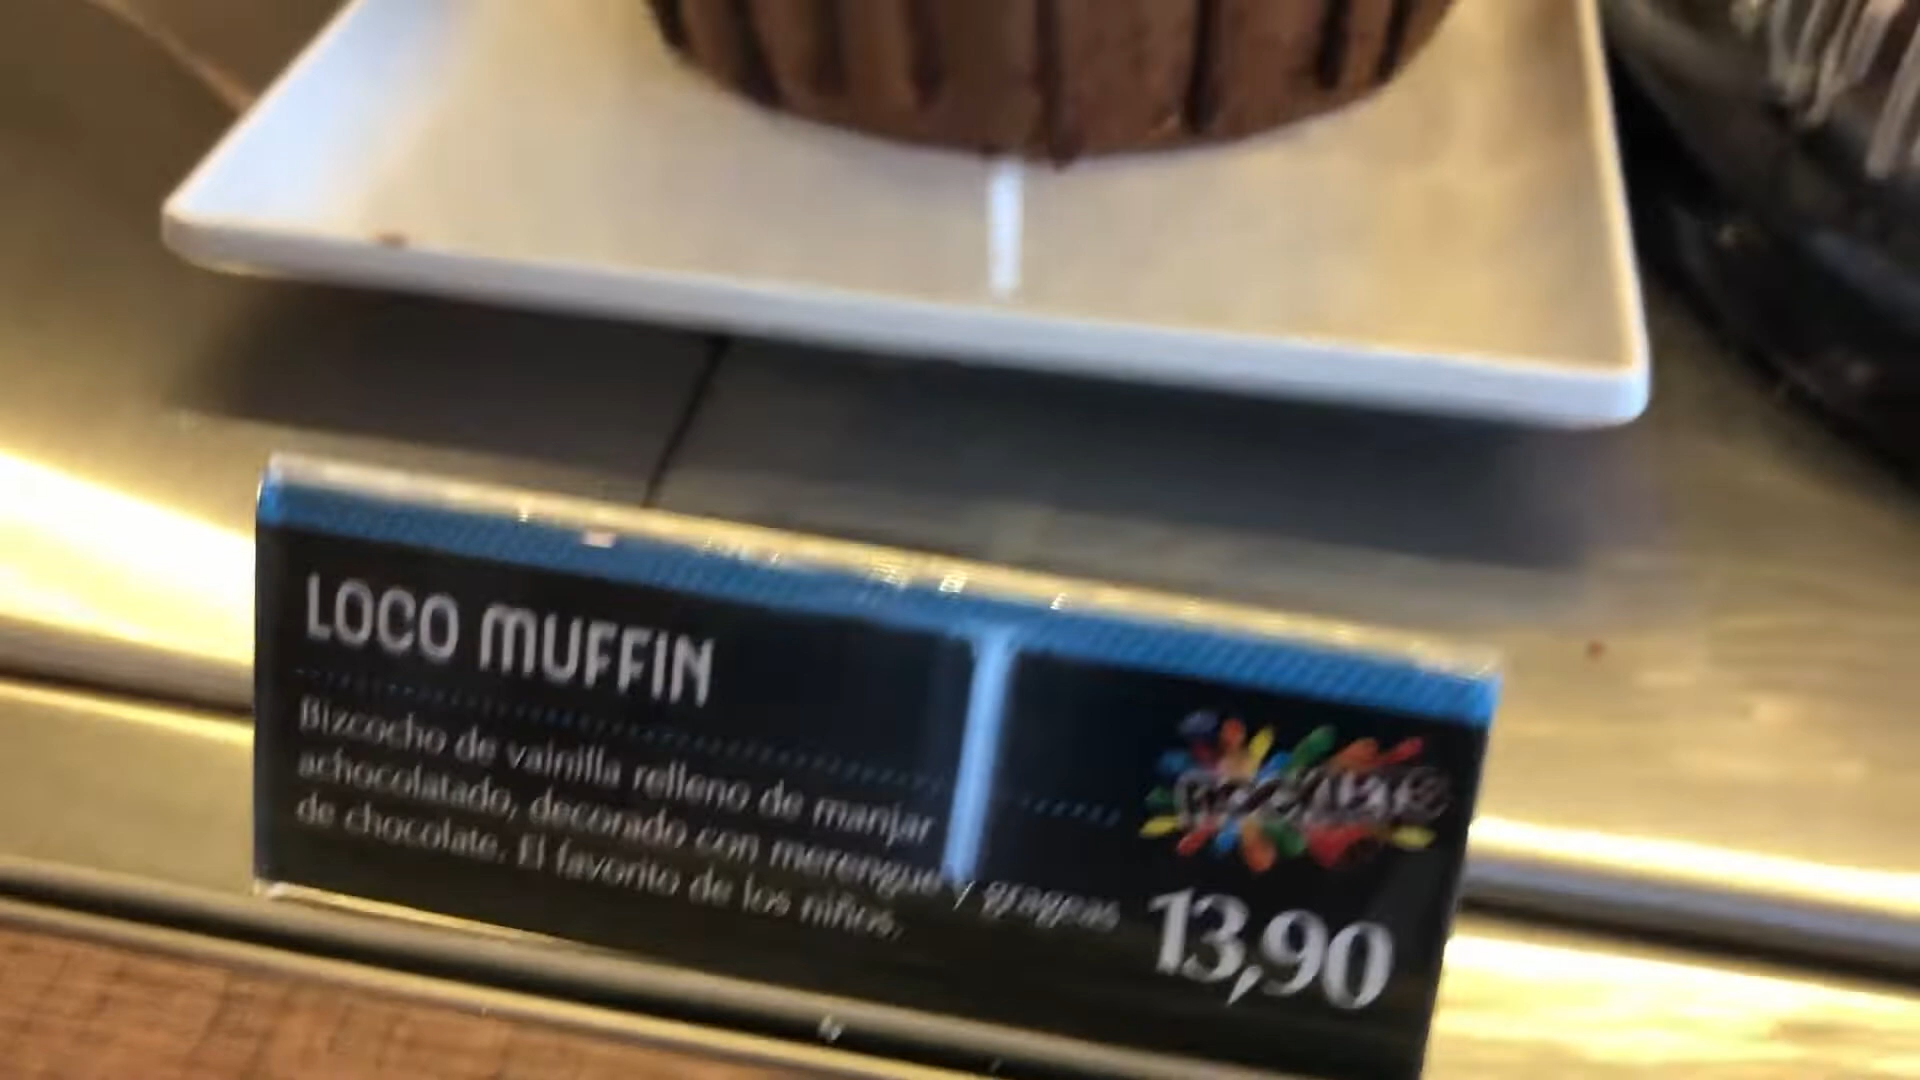 LOCO MUFFIN
Bizcocho de vainilla relleno de manjar
achocolatado, decorado con merengue y grageas
de chocolate. El favorito de los niños.
13,90